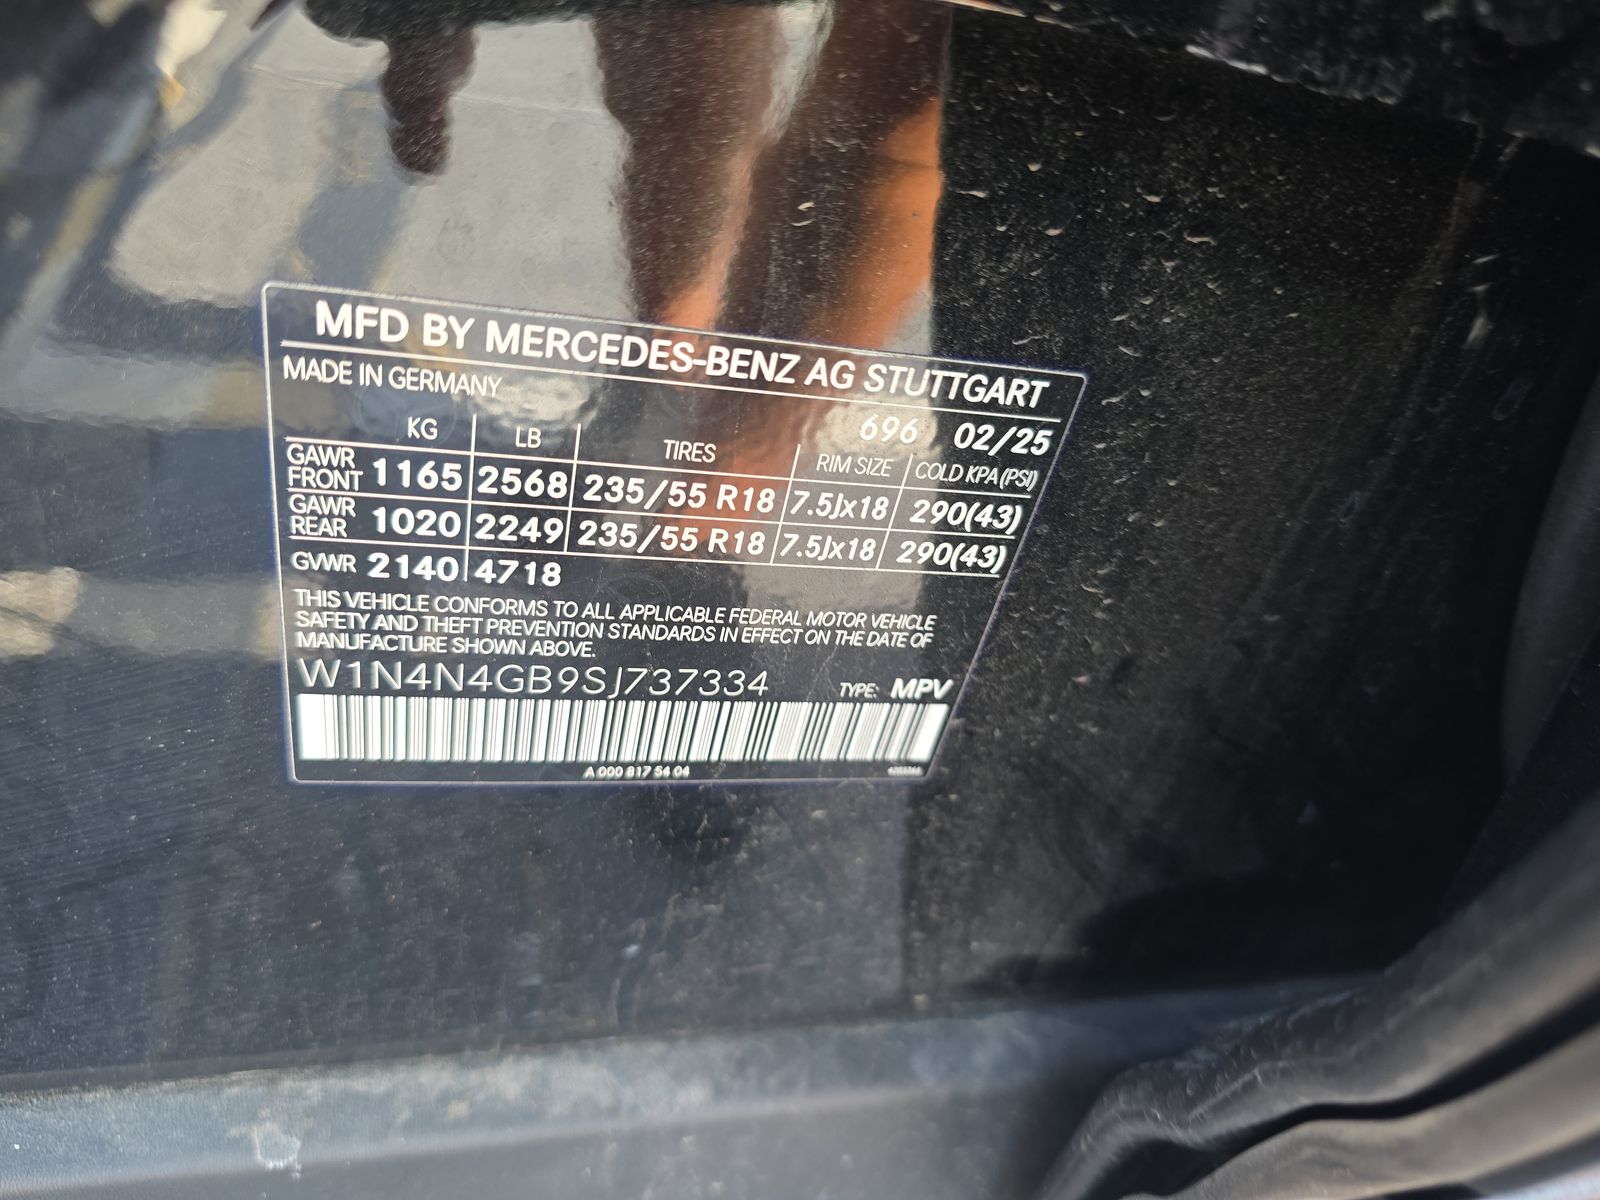 MFD BY MERCEDES-BENZ AG STUTTGART
MADE IN GERMANY 696 02/25
KG LB TIRES RIM SIZE COLD KPA(PSI)
GAWR FRONT 1165 2568 235/55 R18 7.5Jx18 290(43)
GAWR REAR 1020 2249 235/55 R18 7.5Jx18 290(43)
GVWR 2140 4718
THIS VEHICLE CONFORMS TO ALL APPLICABLE FEDERAL MOTOR VEHICLE
SAFETY AND THEFT PREVENTION STANDARDS IN EFFECT ON THE DATE OF
MANUFACTURE SHOWN ABOVE.
W1N4N4GB9SJ737334 TYPE: MPV
A 000 817 54 04